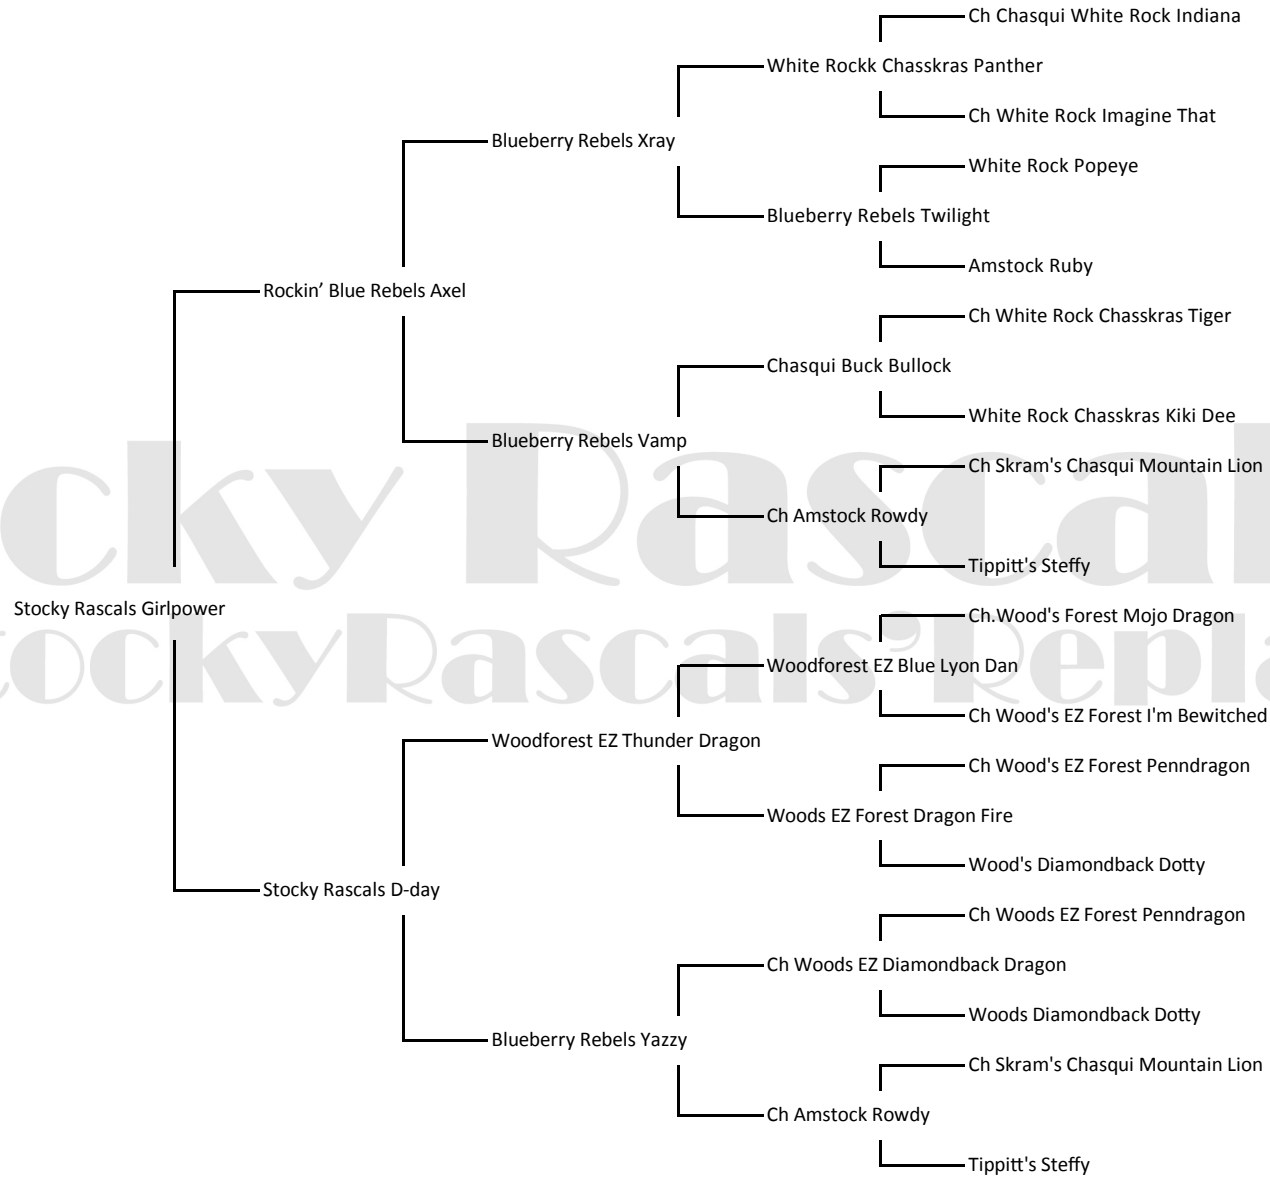 Ch Chasqui White Rock Indiana
White Rockk Chasskras Panther
Ch White Rock Imagine That
Blueberry Rebels Xray
White Rock Popeye
Blueberry Rebels Twilight
Amstock Ruby
Rockin’ Blue Rebels Axel
Ch White Rock Chasskras Tiger
Chasqui Buck Bullock
White Rock Chasskras Kiki Dee
Blueberry Rebels Vamp
Ch Skram's Chasqui Mountain Lion
Ch Amstock Rowdy
Tippitt's Steffy
cky Rascal
Stocky Rascals Girlpower
Ch.Wood's Forest Mojo Dragon
Woodforest EZ Blue Lyon Dan
tockyRascals' Repla
Ch Wood's EZ Forest I'm Bewitched
Woodforest EZ Thunder Dragon
Ch Wood's EZ Forest Penndragon
Woods EZ Forest Dragon Fire
Wood's Diamondback Dotty
Stocky Rascals D-day
Ch Woods EZ Forest Penndragon
Ch Woods EZ Diamondback Dragon
Woods Diamondback Dotty
Blueberry Rebels Yazzy
Ch Skram's Chasqui Mountain Lion
Ch Amstock Rowdy
Tippitt's Steffy